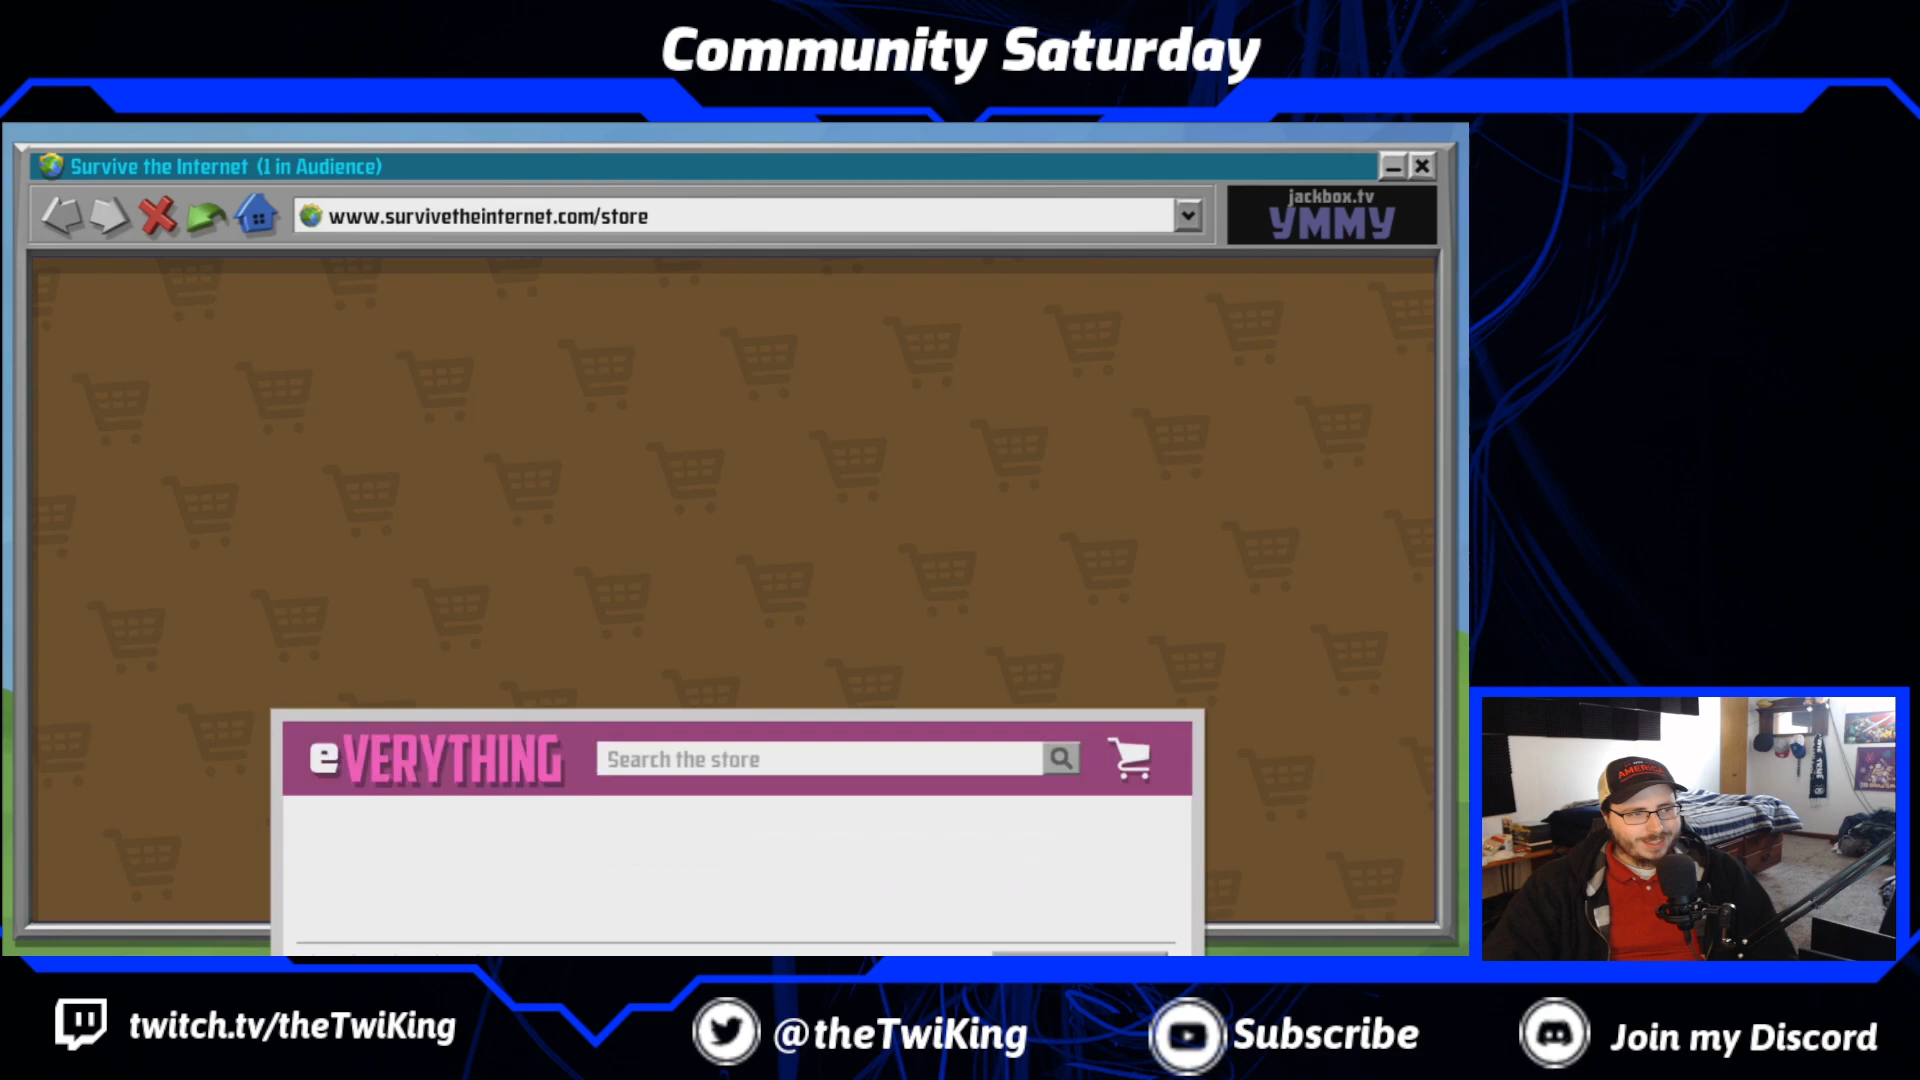 Community Saturday
Survive the Internet (1 in Audience)
www.survivetheinternet.com/store
jackbox.tv
YMMY
eVERYTHING
Search the store
AMERICA
twitch.tv/theTwiKing
@theTwiKing
Subscribe
Join my Discord